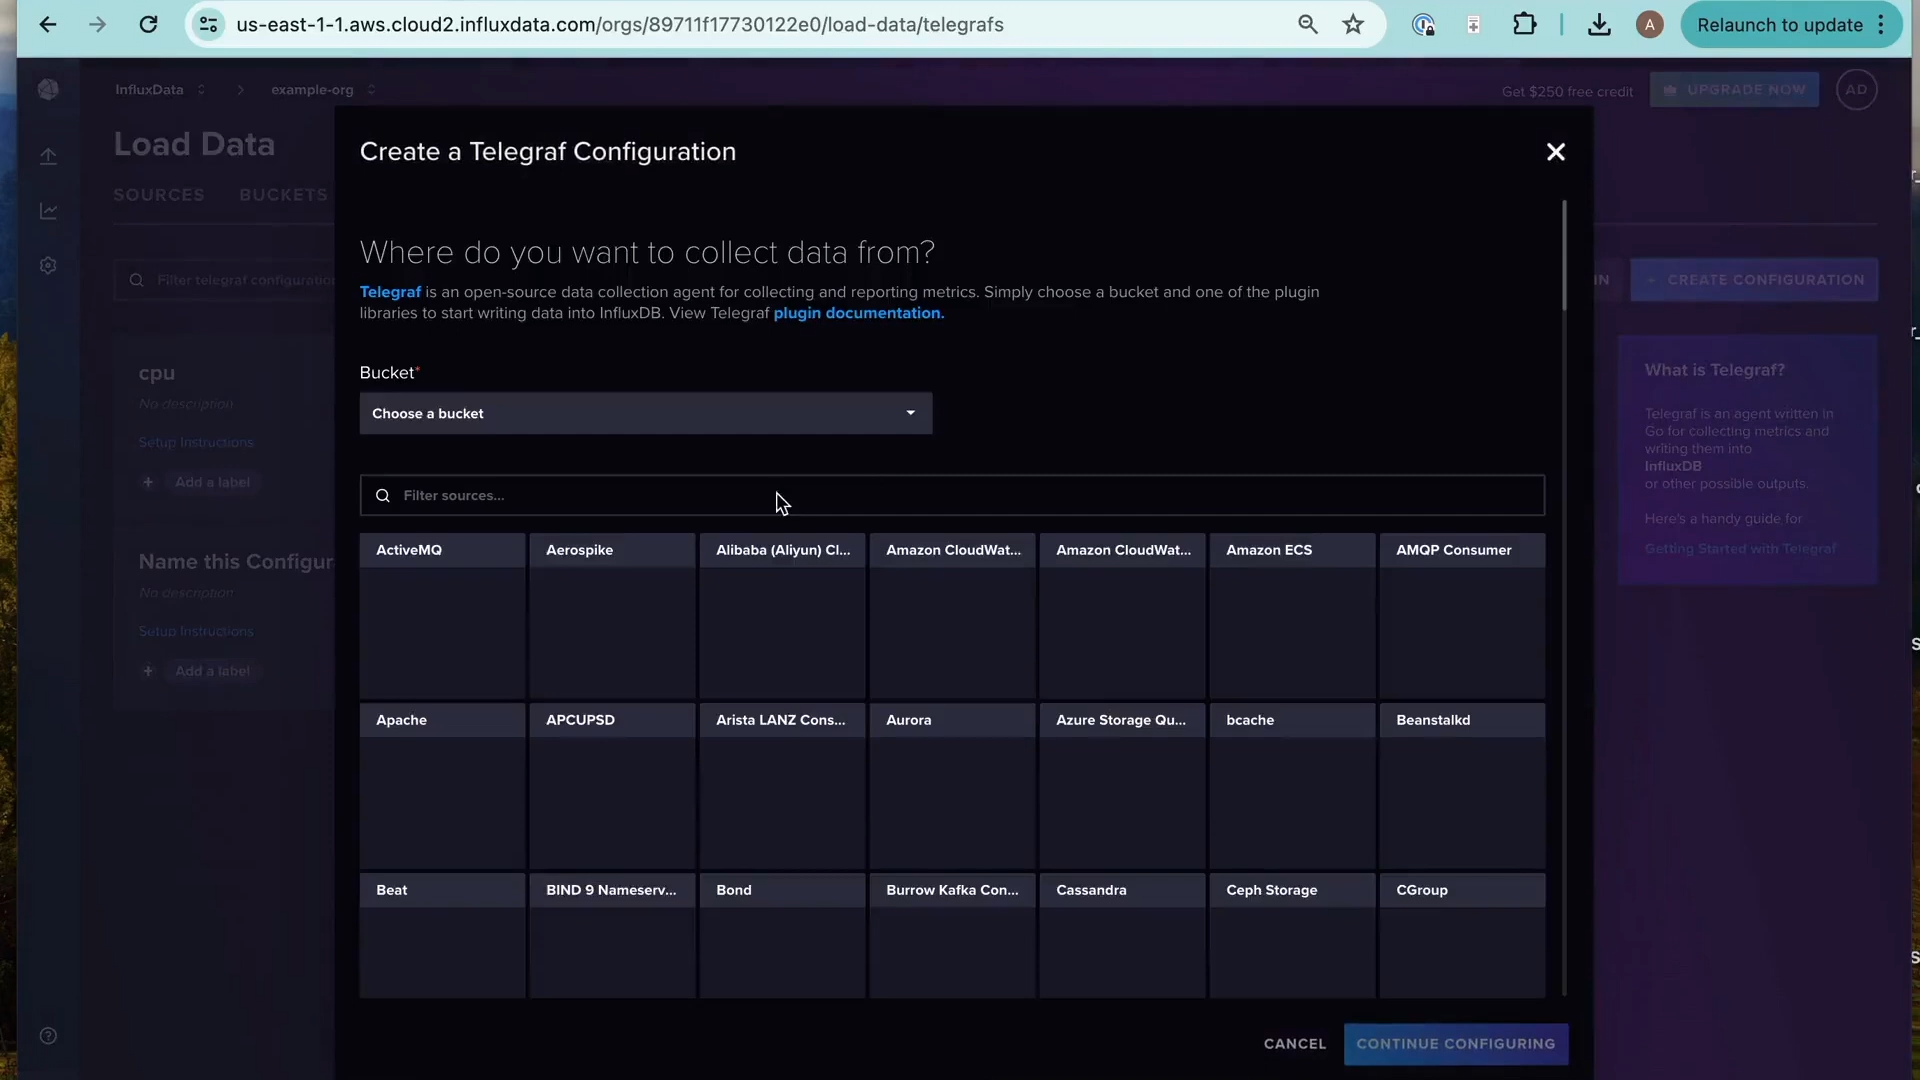 us-east-1-1.aws.cloud2.influxdata.com/orgs/89711f17730122e0/load-data/telegrafs
A
Relaunch to update
InfluxData
example-org
Get $250 free credit
UPGRADE NOW
AD
Load Data
SOURCES BUCKETS
Filter telegraf configuration
IN
+ CREATE CONFIGURATION
cpu
No description
Setup Instructions
+ Add a label
Name this Configur
No description
Setup Instructions
+ Add a label
Create a Telegraf Configuration
Where do you want to collect data from?
Telegraf is an open-source data collection agent for collecting and reporting metrics. Simply choose a bucket and one of the plugin
libraries to start writing data into InfluxDB. View Telegraf plugin documentation.
Bucket*
Choose a bucket
Filter sources...
ActiveMQ Aerospike Alibaba (Aliyun) Cl... Amazon CloudWat... Amazon CloudWat... Amazon ECS AMQP Consumer
Apache APCUPSD Arista LANZ Cons... Aurora Azure Storage Qu... bcache Beanstalkd
Beat BIND 9 Nameserv... Bond Burrow Kafka Con... Cassandra Ceph Storage CGroup
CANCEL CONTINUE CONFIGURING
What is Telegraf?
Telegraf is an agent written in
Go for collecting metrics and
writing them into
InfluxDB
or other possible outputs.
Here's a handy guide for
Getting Started with Telegraf